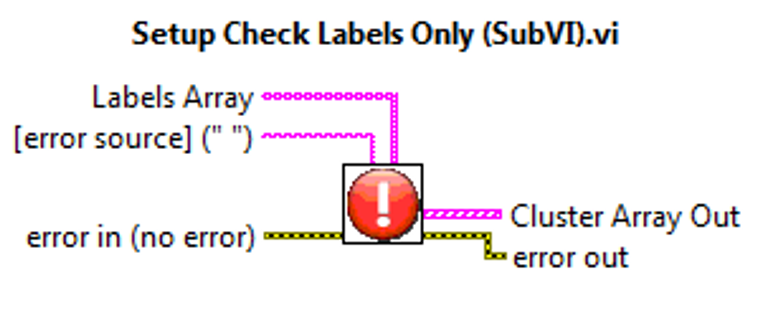 Setup Check Labels Only (SubVI).vi
Labels Array
[error source] (" ")
error in (no error)
Cluster Array Out
error out